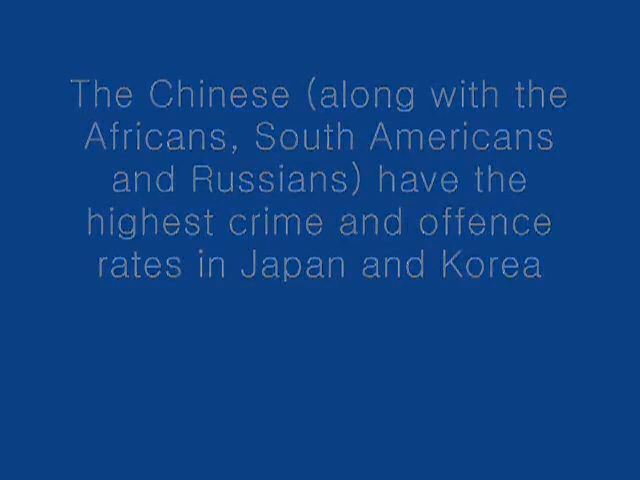 The Chinese (along with the
Africans, South Americans
and Russians) have the
highest crime and offence
rates in Japan and Korea